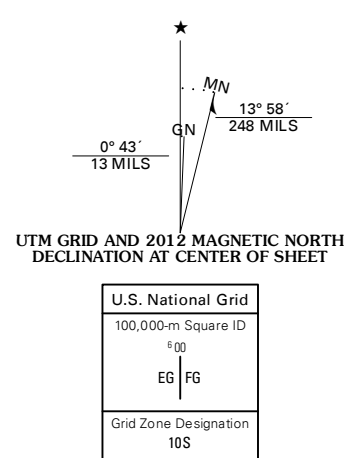 ★
MN
GN
13° 58´
248 MILS
0° 43´
13 MILS
UTM GRID AND 2012 MAGNETIC NORTH
DECLINATION AT CENTER OF SHEET
U.S. National Grid
100,000-m Square ID
⁶00
EG FG
Grid Zone Designation
10S